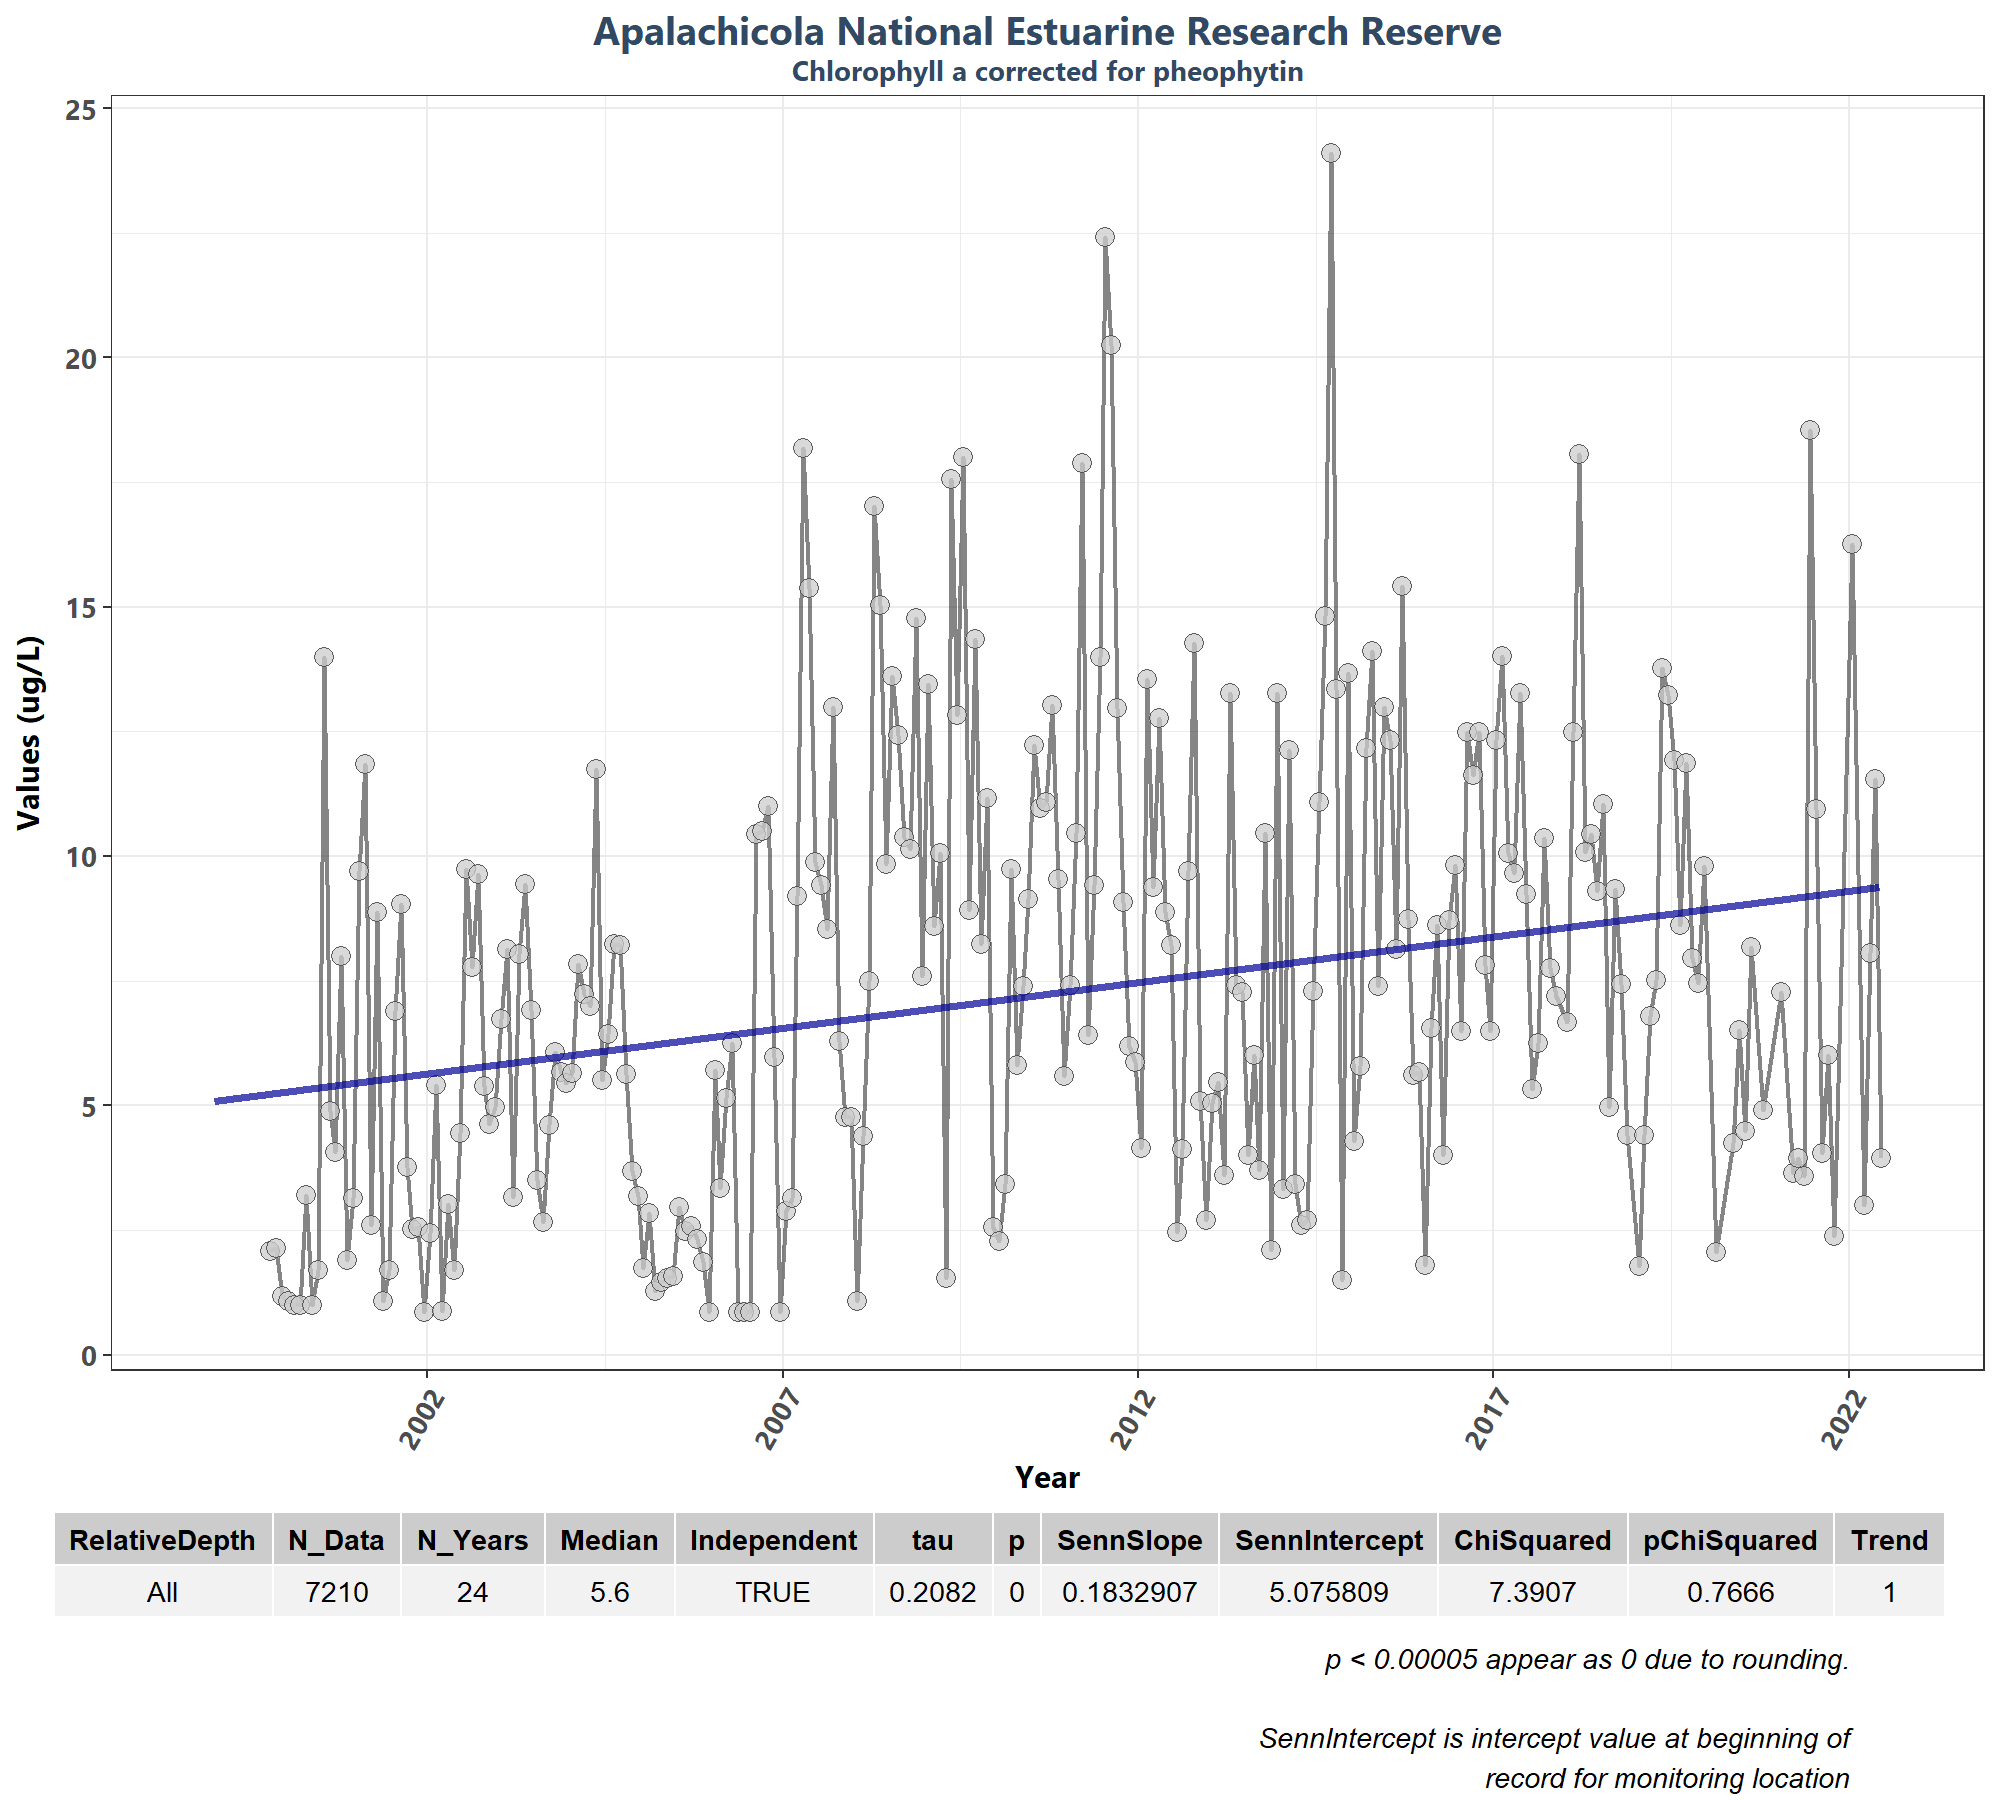 Apalachicola National Estuarine Research Reserve
Chlorophyll a corrected for pheophytin
25
20
15
10
5
0
Values (ug/L)
2002 2007 2012 2017 2022
Year
RelativeDepth N_Data N_Years Median Independent tau p SennSlope SennIntercept ChiSquared pChiSquared Trend
All 7210 24 5.6 TRUE 0.2082 0 0.1832907 5.075809 7.3907 0.7666 1
p < 0.00005 appear as 0 due to rounding.
SennIntercept is intercept value at beginning of
record for monitoring location